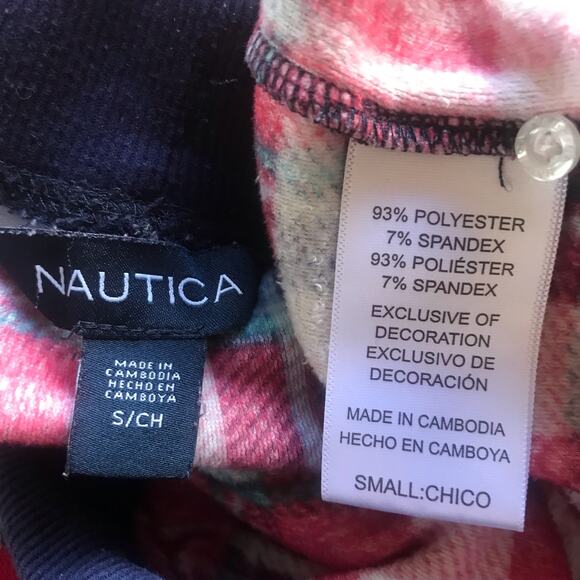 NAUTICA
MADE IN
CAMBODIA
HECHO EN
CAMBOYA
S/CH
93% POLYESTER
7% SPANDEX
93% POLIÉSTER
7% SPANDEX
EXCLUSIVE OF
DECORATION
EXCLUSIVO DE
DECORACIÓN
MADE IN CAMBODIA
HECHO EN CAMBOYA
SMALL:CHICO